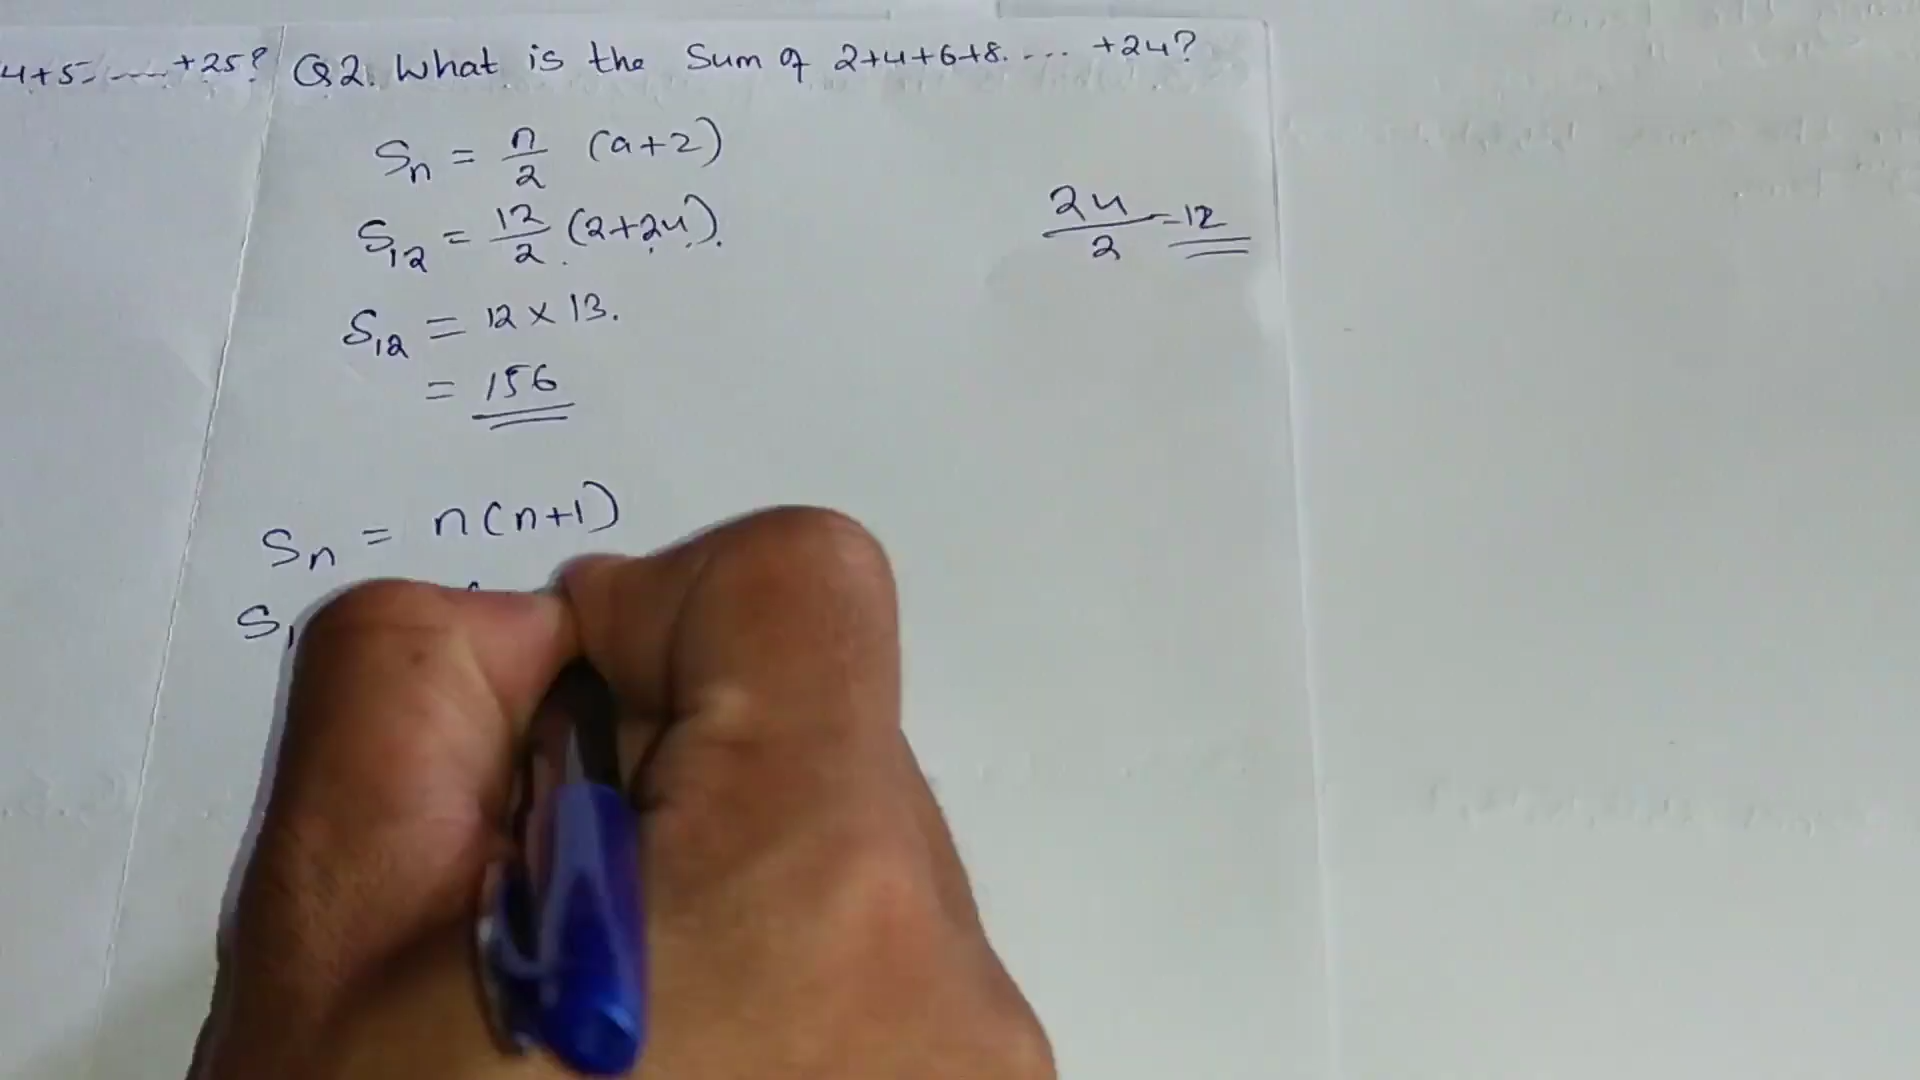 4+5- ..... +25? Q2. What is the Sum of 2+4+6+8. ... +24?
Sn = n/2 (a+2)
S12 = 12/2 (2+24).
24/2 = 12
S12 = 12 x 13.
= 156
Sn = n(n+1)
S1